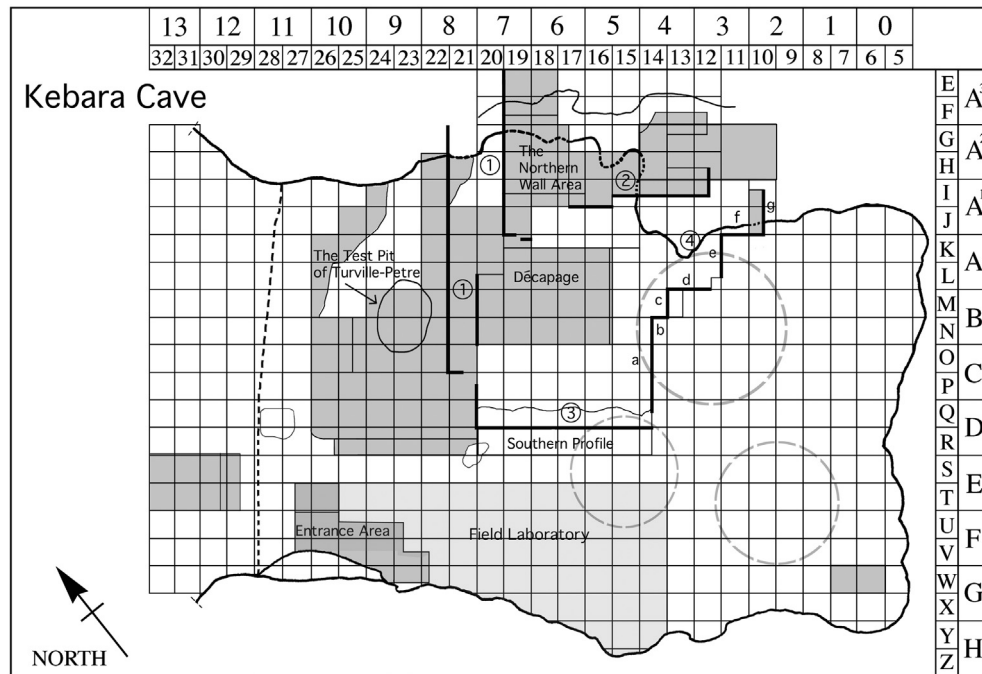 13 12 11 10 9 8 7 6 5 4 3 2 1 0
32 31 30 29 28 27 26 25 24 23 22 21 20 19 18 17 16 15 14 13 12 11 10 9 8 7 6 5
Kebara Cave
E
F
G
H
I
J
K
L
M
N
O
P
Q
R
S
T
U
V
W
X
Y
Z
A
B
C
D
E
F
G
H
The
Northern
Wall Area
1
2
f
g
4
e
The Test Pit
of Turville-Petre
1
Décapage
d
c
b
a
3
Southern Profile
Entrance Area
Field Laboratory
NORTH